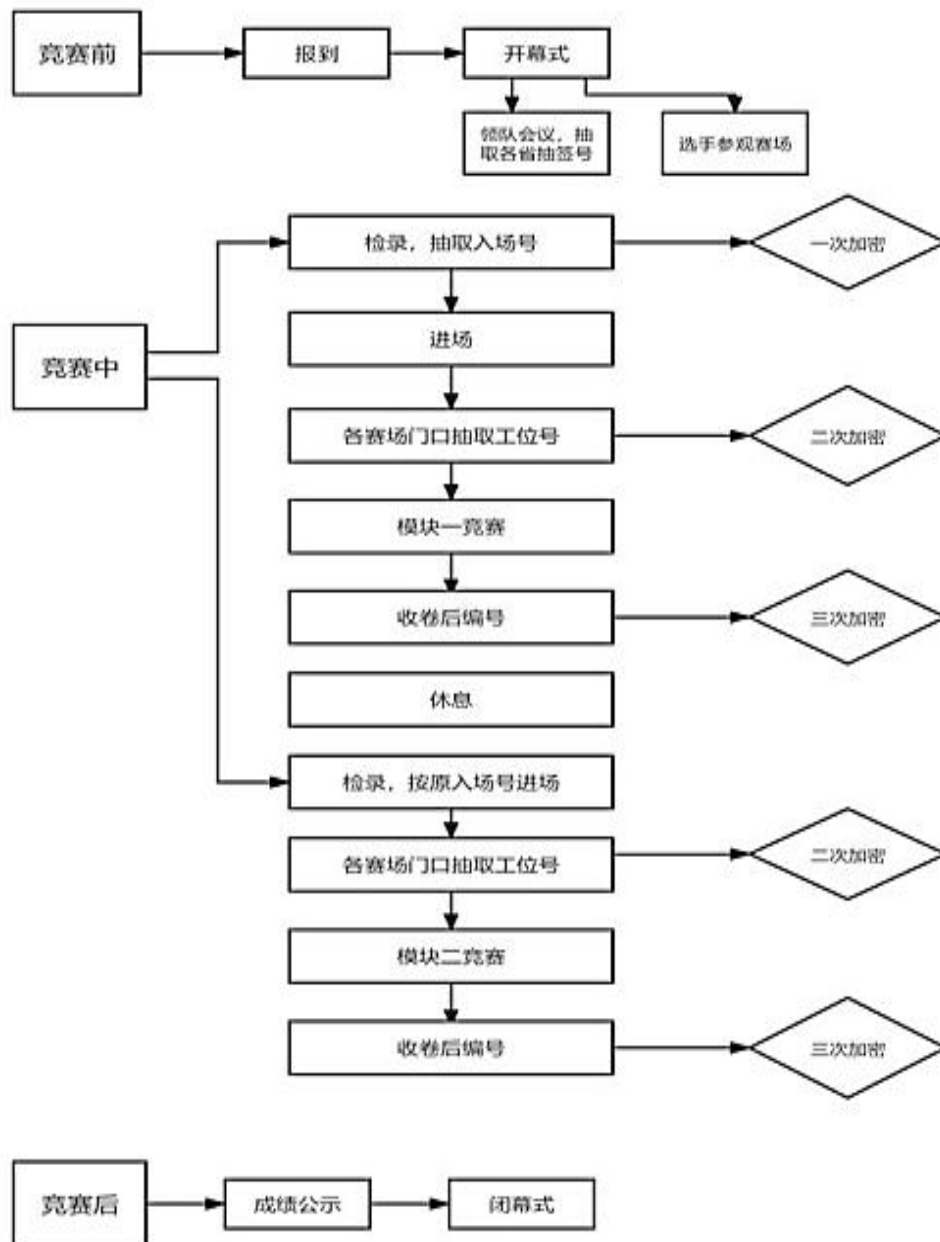 竞赛前
报到
开幕式
领队会议，抽
取各省抽签号
选手参观赛场
检录，抽取入场号
一次加密
进场
竞赛中
各赛场门口抽取工位号
二次加密
模块一竞赛
收卷后编号
三次加密
休息
检录，按原入场号进场
各赛场门口抽取工位号
二次加密
模块二竞赛
收卷后编号
三次加密
竞赛后
成绩公示
闭幕式